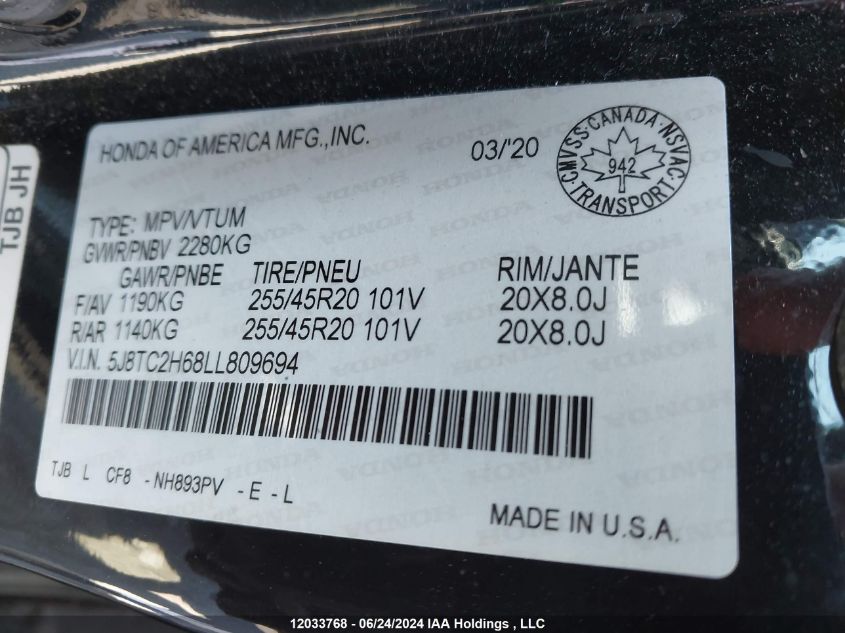 HONDA OF AMERICA MFG.,INC.
03/'20
CMVSS·CANADA·NSVAC
942
·TRANSPORT·
TYPE: MPV/VTUM
GVWR/PNBV 2280KG
GAWR/PNBE TIRE/PNEU RIM/JANTE
F/AV 1190KG 255/45R20 101V 20X8.0J
R/AR 1140KG 255/45R20 101V 20X8.0J
V.I.N. 5J8TC2H68LL809694
TJB L CF8 -NH893PV -E -L
MADE IN U.S.A.
TJB JH
12033768 - 06/24/2024 IAA Holdings , LLC